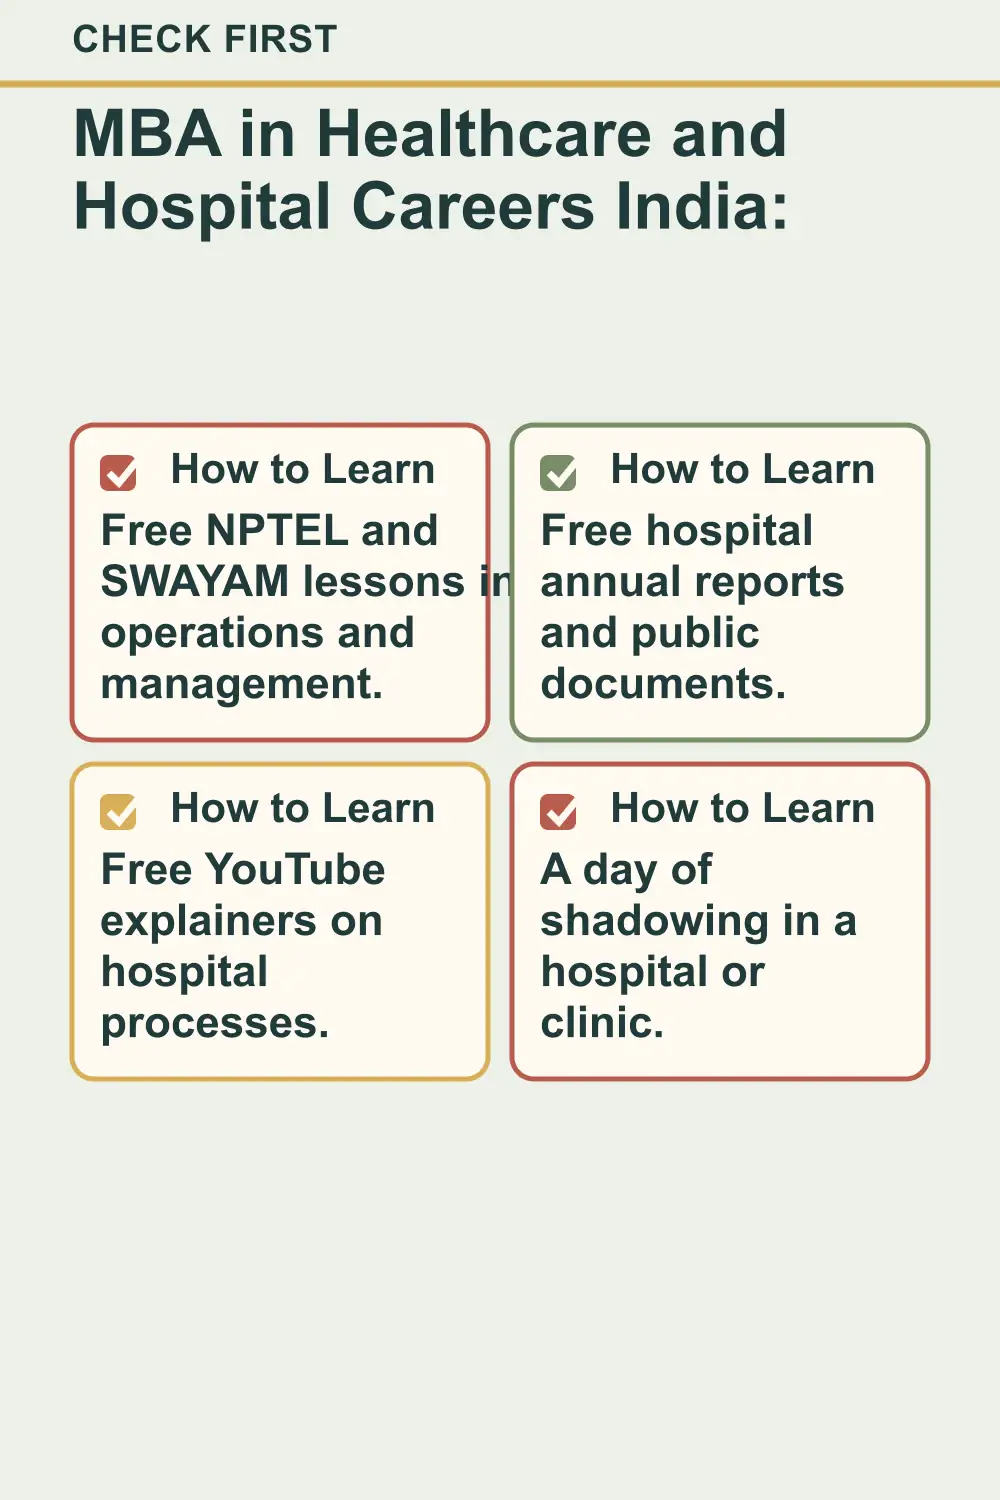 CHECK FIRST
MBA in Healthcare and
Hospital Careers India:
How to Learn
Free NPTEL and
SWAYAM lessons in
operations and
management.
How to Learn
Free hospital
annual reports
and public
documents.
How to Learn
Free YouTube
explainers on
hospital
processes.
How to Learn
A day of
shadowing in a
hospital or
clinic.